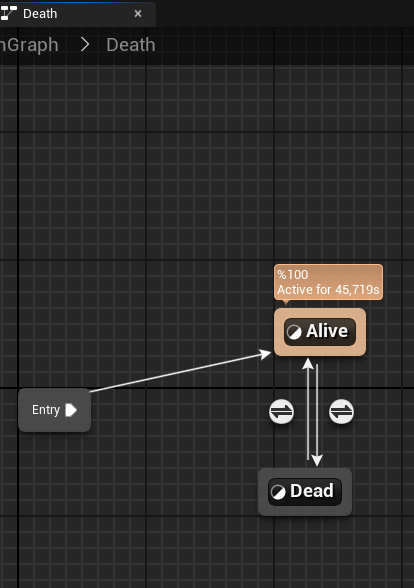 Death
nGraph > Death
%100
Active for 45,719s
Alive
Entry
Dead